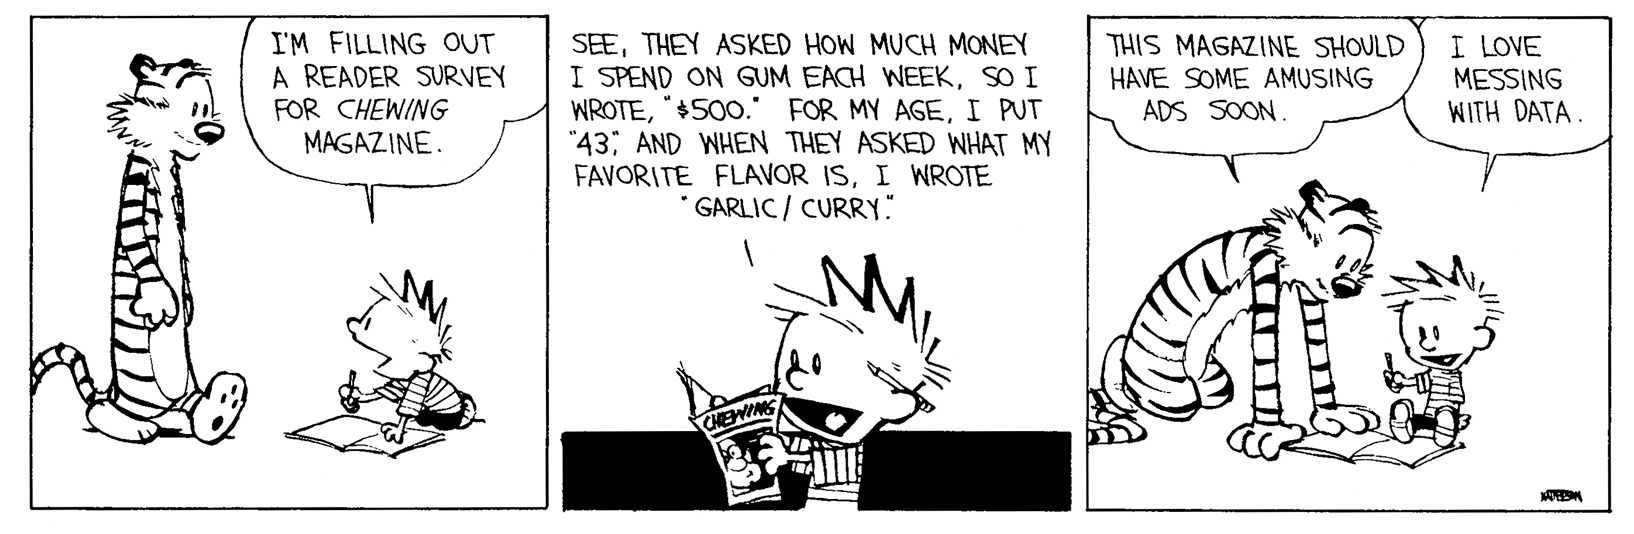 I'M FILLING OUT
A READER SURVEY
FOR CHEWING
MAGAZINE.
SEE, THEY ASKED HOW MUCH MONEY
I SPEND ON GUM EACH WEEK, SO I
WROTE, "$500." FOR MY AGE, I PUT
"43", AND WHEN THEY ASKED WHAT MY
FAVORITE FLAVOR IS, I WROTE
"GARLIC/CURRY."
CHEWING
THIS MAGAZINE SHOULD
HAVE SOME AMUSING
ADS SOON.
I LOVE
MESSING
WITH DATA.
WATTERSON